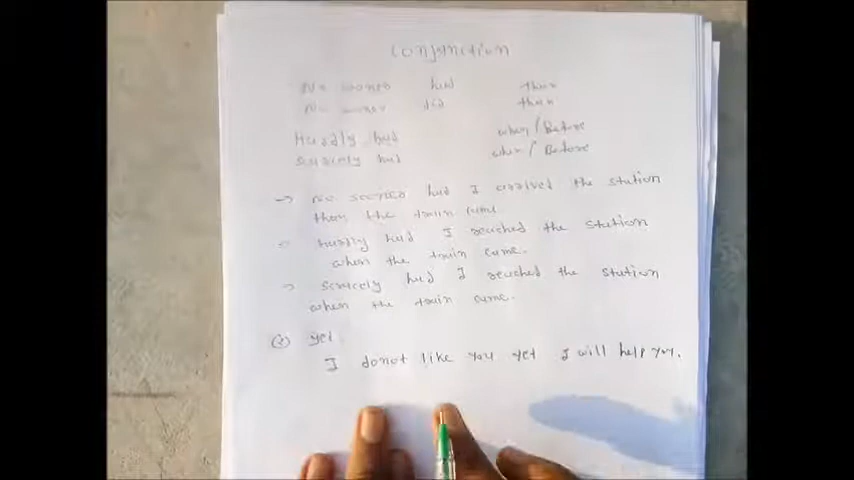 Conjunction
No sooner had than
No sooner did than
Hardly had when / Before
Scarcely had when / Before
→ No sooner had I arrived the station
than the train came
→ Hardly had I reached the station
when the train came.
→ Scarcely had I reached the station
when the train came.
yet
I donot like you yet I will help you.